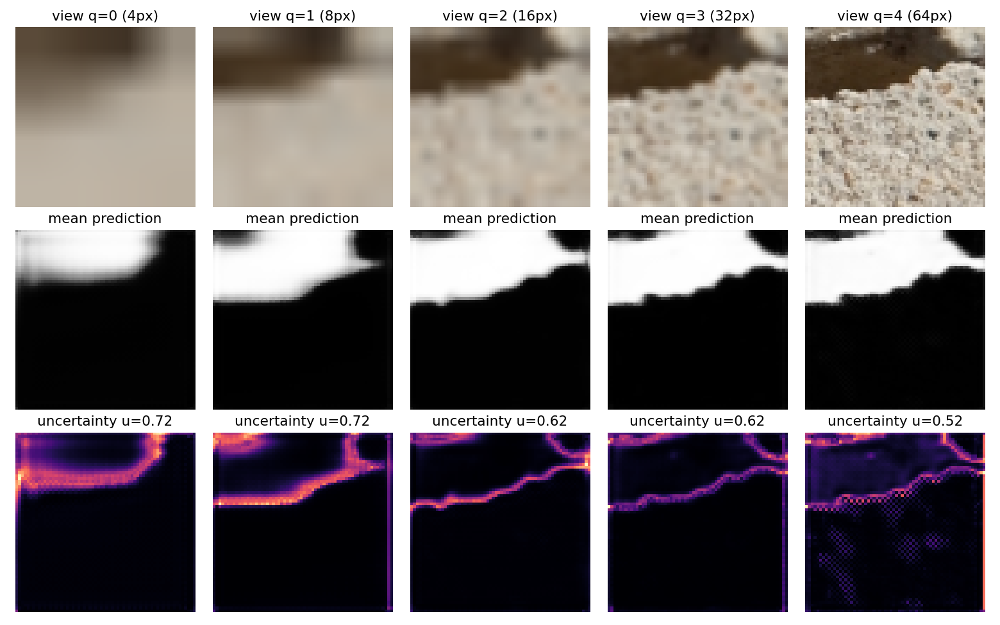 view q=0 (4px) view q=1 (8px) view q=2 (16px) view q=3 (32px) view q=4 (64px)
mean prediction mean prediction mean prediction mean prediction mean prediction
uncertainty u=0.72 uncertainty u=0.72 uncertainty u=0.62 uncertainty u=0.62 uncertainty u=0.52